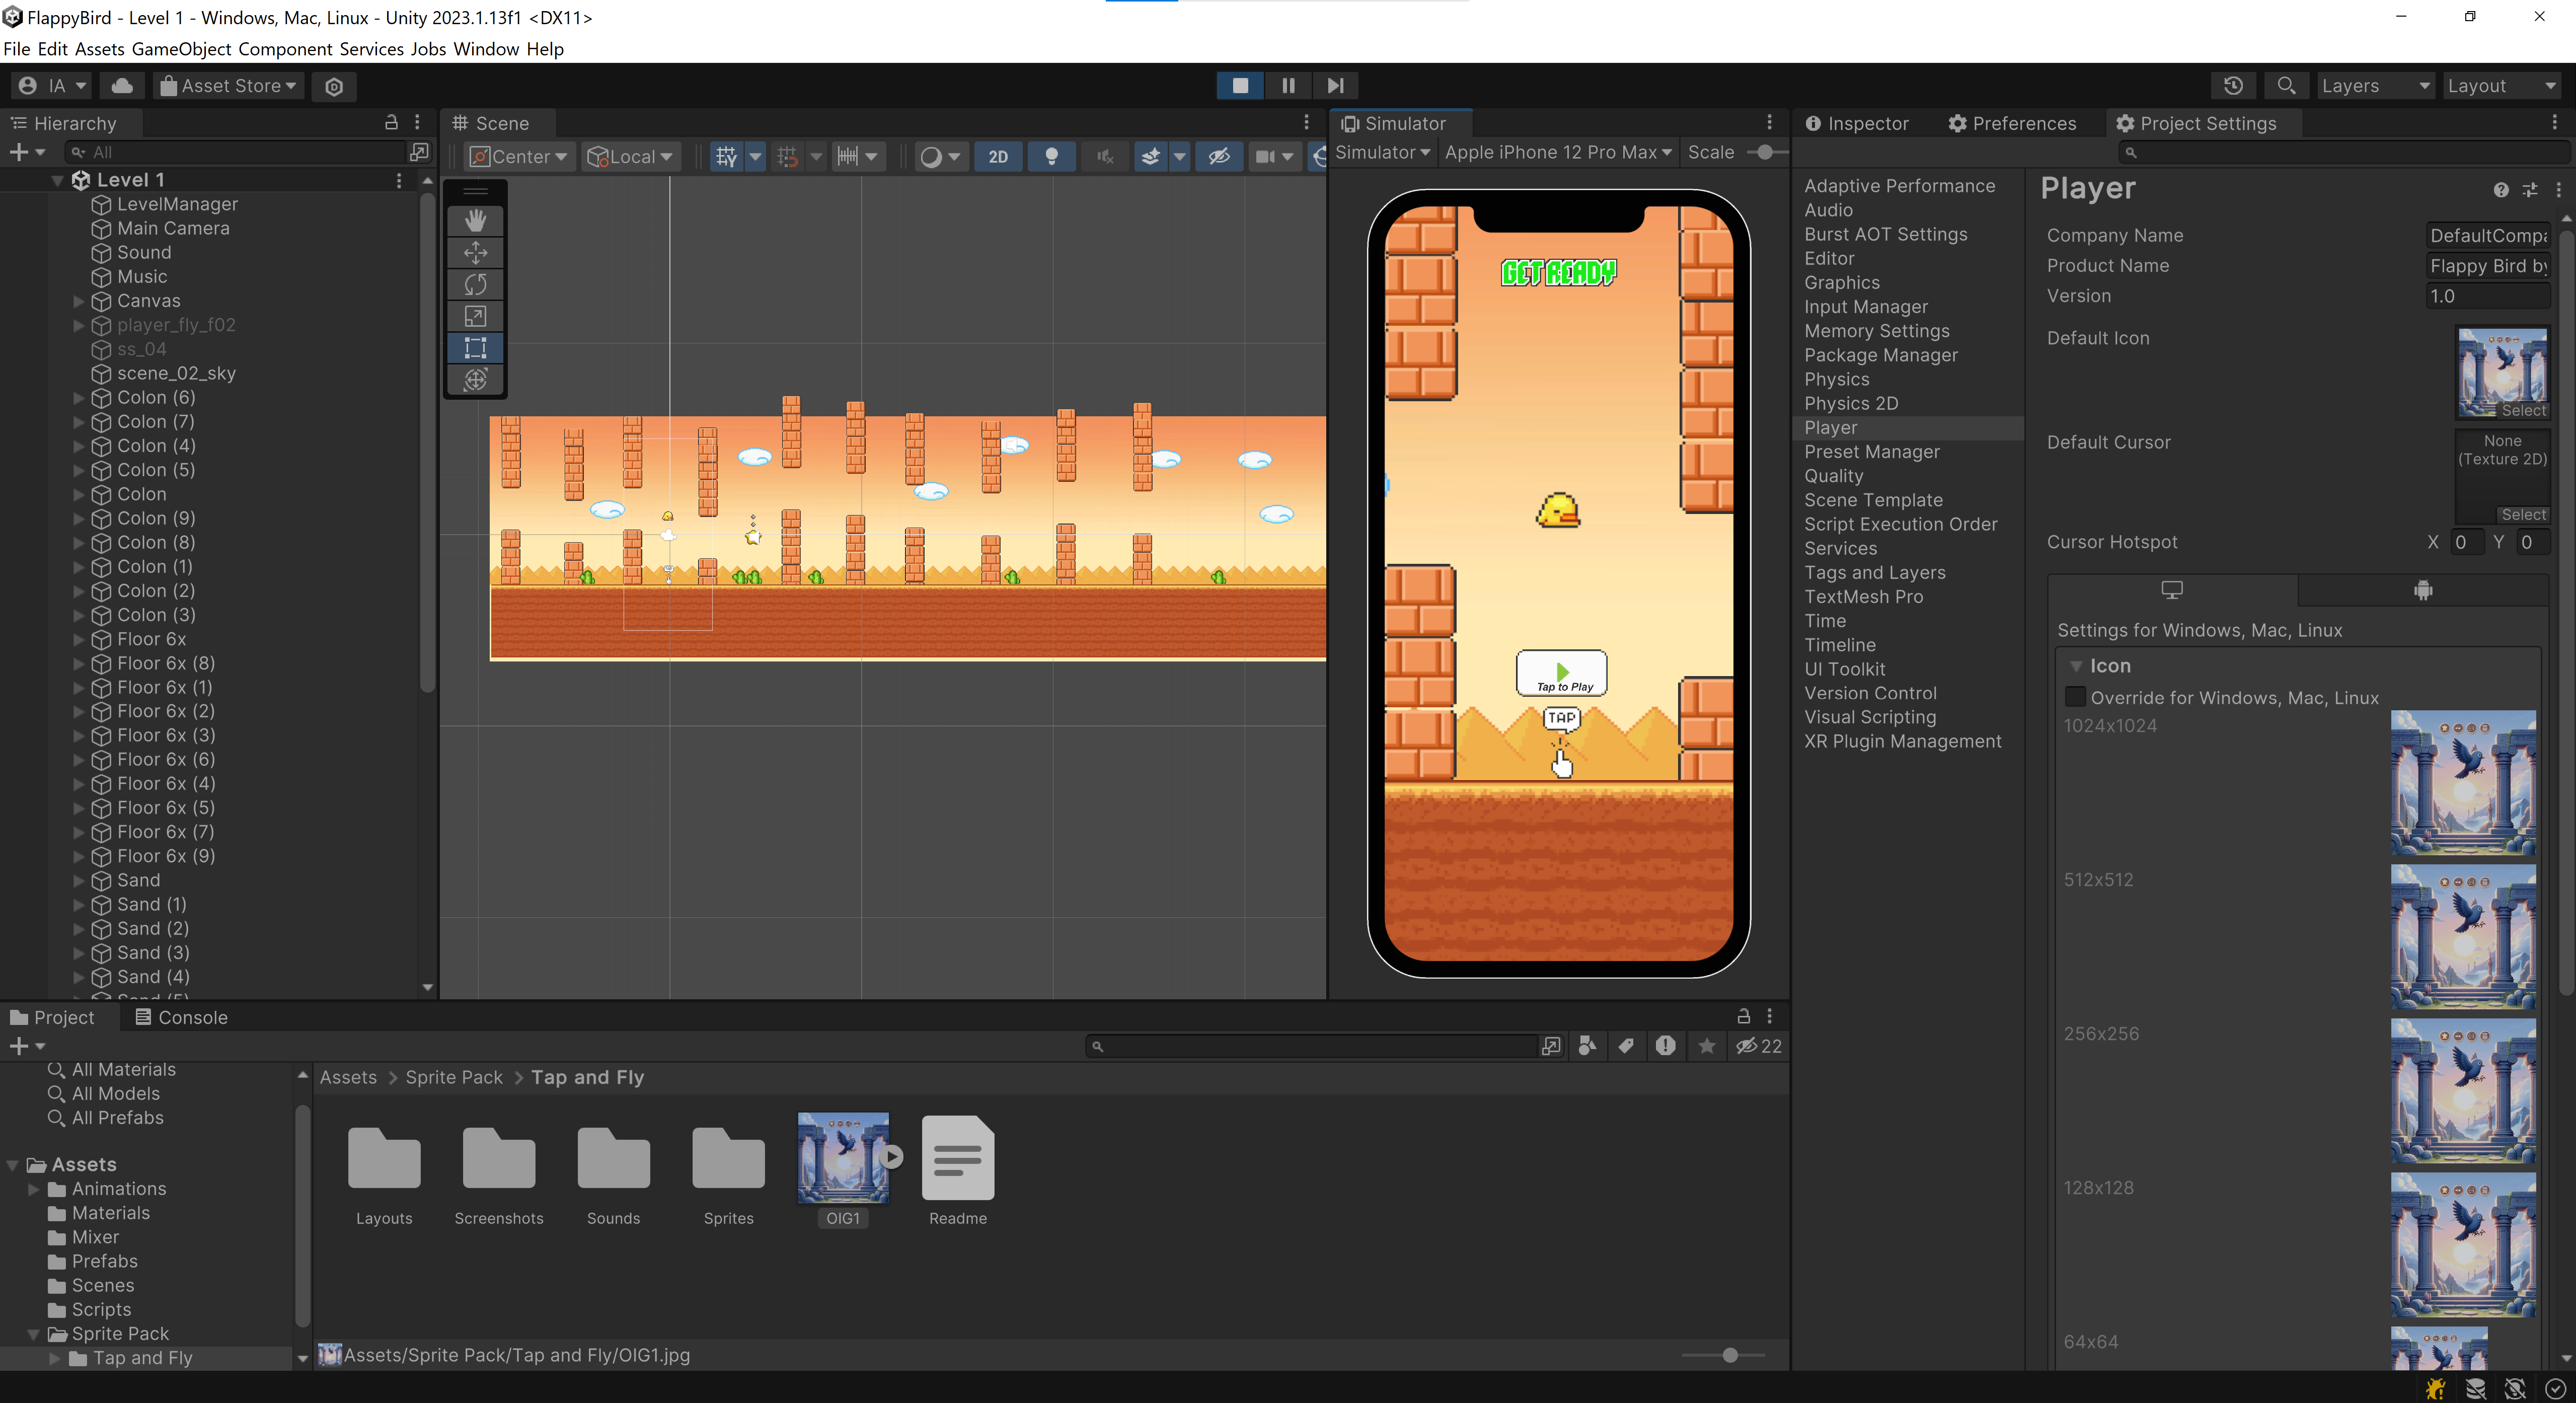 FlappyBird - Level 1 - Windows, Mac, Linux - Unity 2023.1.13f1 <DX11>
File Edit Assets GameObject Component Services Jobs Window Help
IA
Asset Store
Layers
Layout
Hierarchy
All
Level 1
LevelManager
Main Camera
Sound
Music
Canvas
player_fly_f02
ss_04
scene_02_sky
Colon (6)
Colon (7)
Colon (4)
Colon (5)
Colon
Colon (9)
Colon (8)
Colon (1)
Colon (2)
Colon (3)
Floor 6x
Floor 6x (8)
Floor 6x (1)
Floor 6x (2)
Floor 6x (3)
Floor 6x (6)
Floor 6x (4)
Floor 6x (5)
Floor 6x (7)
Floor 6x (9)
Sand
Sand (1)
Sand (2)
Sand (3)
Sand (4)
Scene
Center
Local
2D
Simulator
Simulator
Apple iPhone 12 Pro Max
Scale
GET READY
Tap to Play
TAP
Inspector
Preferences
Project Settings
Adaptive Performance
Audio
Burst AOT Settings
Editor
Graphics
Input Manager
Memory Settings
Package Manager
Physics
Physics 2D
Player
Preset Manager
Quality
Scene Template
Script Execution Order
Services
Tags and Layers
TextMesh Pro
Time
Timeline
UI Toolkit
Version Control
Visual Scripting
XR Plugin Management
Player
Company Name
DefaultCompa
Product Name
Flappy Bird by
Version
1.0
Default Icon
Select
Default Cursor
None
(Texture 2D)
Select
Cursor Hotspot
X 0 Y 0
Settings for Windows, Mac, Linux
Icon
Override for Windows, Mac, Linux
1024x1024
512x512
256x256
128x128
64x64
Project
Console
22
All Materials
All Models
All Prefabs
Assets
Animations
Materials
Mixer
Prefabs
Scenes
Scripts
Sprite Pack
Tap and Fly
Assets > Sprite Pack > Tap and Fly
Layouts
Screenshots
Sounds
Sprites
OIG1
Readme
Assets/Sprite Pack/Tap and Fly/OIG1.jpg